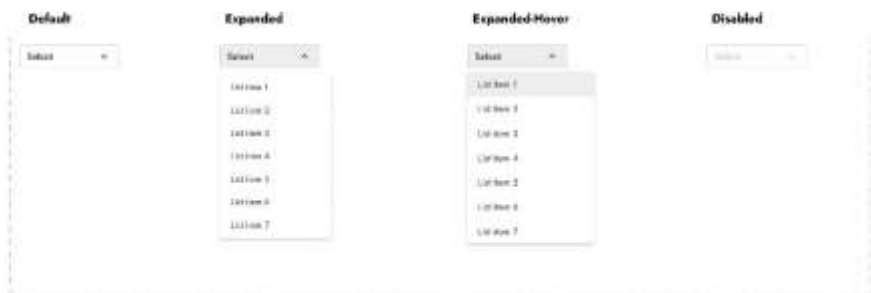 Default
Expanded
Expanded-Hover
Disabled
Select
Select
Select
Select
List item 1
List item 2
List item 3
List item 4
List item 5
List item 6
List item 7
List item 1
List item 2
List item 3
List item 4
List item 5
List item 6
List item 7